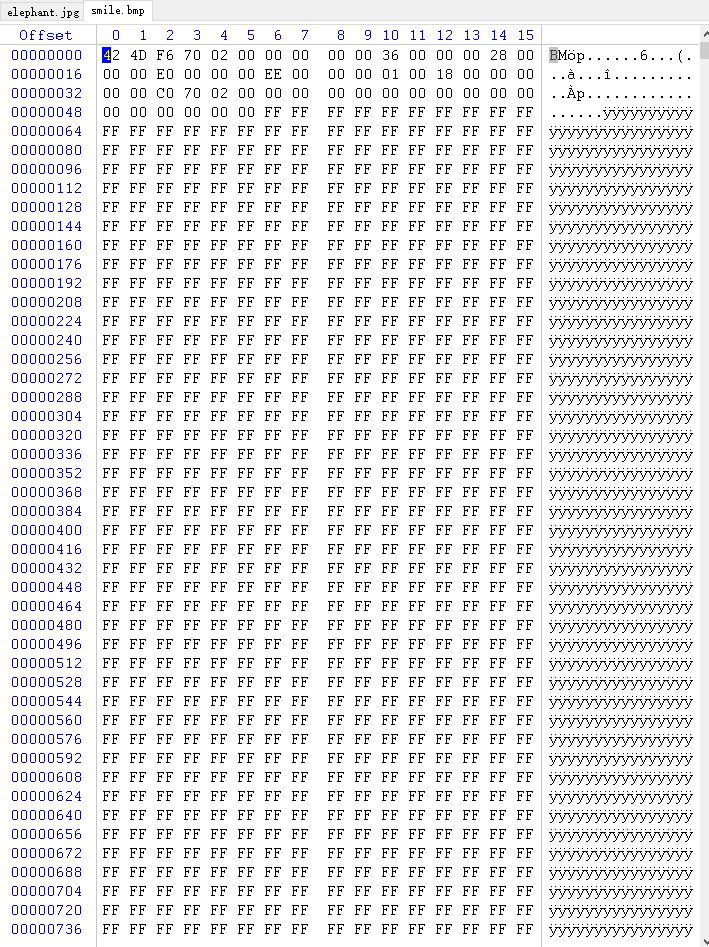 elephant.jpg smile.bmp
Offset 0 1 2 3 4 5 6 7 8 9 10 11 12 13 14 15
00000000 42 4D F6 70 02 00 00 00 00 00 36 00 00 00 28 00 BMöp......6...(.
00000016 00 00 E0 00 00 00 EE 00 00 00 01 00 18 00 00 00 ..à...î.........
00000032 00 00 C0 70 02 00 00 00 00 00 00 00 00 00 00 00 ..Àp............
00000048 00 00 00 00 00 00 FF FF FF FF FF FF FF FF FF FF ......ÿÿÿÿÿÿÿÿÿÿ
00000064 FF FF FF FF FF FF FF FF FF FF FF FF FF FF FF FF ÿÿÿÿÿÿÿÿÿÿÿÿÿÿÿÿ
00000080 FF FF FF FF FF FF FF FF FF FF FF FF FF FF FF FF ÿÿÿÿÿÿÿÿÿÿÿÿÿÿÿÿ
00000096 FF FF FF FF FF FF FF FF FF FF FF FF FF FF FF FF ÿÿÿÿÿÿÿÿÿÿÿÿÿÿÿÿ
00000112 FF FF FF FF FF FF FF FF FF FF FF FF FF FF FF FF ÿÿÿÿÿÿÿÿÿÿÿÿÿÿÿÿ
00000128 FF FF FF FF FF FF FF FF FF FF FF FF FF FF FF FF ÿÿÿÿÿÿÿÿÿÿÿÿÿÿÿÿ
00000144 FF FF FF FF FF FF FF FF FF FF FF FF FF FF FF FF ÿÿÿÿÿÿÿÿÿÿÿÿÿÿÿÿ
00000160 FF FF FF FF FF FF FF FF FF FF FF FF FF FF FF FF ÿÿÿÿÿÿÿÿÿÿÿÿÿÿÿÿ
00000176 FF FF FF FF FF FF FF FF FF FF FF FF FF FF FF FF ÿÿÿÿÿÿÿÿÿÿÿÿÿÿÿÿ
00000192 FF FF FF FF FF FF FF FF FF FF FF FF FF FF FF FF ÿÿÿÿÿÿÿÿÿÿÿÿÿÿÿÿ
00000208 FF FF FF FF FF FF FF FF FF FF FF FF FF FF FF FF ÿÿÿÿÿÿÿÿÿÿÿÿÿÿÿÿ
00000224 FF FF FF FF FF FF FF FF FF FF FF FF FF FF FF FF ÿÿÿÿÿÿÿÿÿÿÿÿÿÿÿÿ
00000240 FF FF FF FF FF FF FF FF FF FF FF FF FF FF FF FF ÿÿÿÿÿÿÿÿÿÿÿÿÿÿÿÿ
00000256 FF FF FF FF FF FF FF FF FF FF FF FF FF FF FF FF ÿÿÿÿÿÿÿÿÿÿÿÿÿÿÿÿ
00000272 FF FF FF FF FF FF FF FF FF FF FF FF FF FF FF FF ÿÿÿÿÿÿÿÿÿÿÿÿÿÿÿÿ
00000288 FF FF FF FF FF FF FF FF FF FF FF FF FF FF FF FF ÿÿÿÿÿÿÿÿÿÿÿÿÿÿÿÿ
00000304 FF FF FF FF FF FF FF FF FF FF FF FF FF FF FF FF ÿÿÿÿÿÿÿÿÿÿÿÿÿÿÿÿ
00000320 FF FF FF FF FF FF FF FF FF FF FF FF FF FF FF FF ÿÿÿÿÿÿÿÿÿÿÿÿÿÿÿÿ
00000336 FF FF FF FF FF FF FF FF FF FF FF FF FF FF FF FF ÿÿÿÿÿÿÿÿÿÿÿÿÿÿÿÿ
00000352 FF FF FF FF FF FF FF FF FF FF FF FF FF FF FF FF ÿÿÿÿÿÿÿÿÿÿÿÿÿÿÿÿ
00000368 FF FF FF FF FF FF FF FF FF FF FF FF FF FF FF FF ÿÿÿÿÿÿÿÿÿÿÿÿÿÿÿÿ
00000384 FF FF FF FF FF FF FF FF FF FF FF FF FF FF FF FF ÿÿÿÿÿÿÿÿÿÿÿÿÿÿÿÿ
00000400 FF FF FF FF FF FF FF FF FF FF FF FF FF FF FF FF ÿÿÿÿÿÿÿÿÿÿÿÿÿÿÿÿ
00000416 FF FF FF FF FF FF FF FF FF FF FF FF FF FF FF FF ÿÿÿÿÿÿÿÿÿÿÿÿÿÿÿÿ
00000432 FF FF FF FF FF FF FF FF FF FF FF FF FF FF FF FF ÿÿÿÿÿÿÿÿÿÿÿÿÿÿÿÿ
00000448 FF FF FF FF FF FF FF FF FF FF FF FF FF FF FF FF ÿÿÿÿÿÿÿÿÿÿÿÿÿÿÿÿ
00000464 FF FF FF FF FF FF FF FF FF FF FF FF FF FF FF FF ÿÿÿÿÿÿÿÿÿÿÿÿÿÿÿÿ
00000480 FF FF FF FF FF FF FF FF FF FF FF FF FF FF FF FF ÿÿÿÿÿÿÿÿÿÿÿÿÿÿÿÿ
00000496 FF FF FF FF FF FF FF FF FF FF FF FF FF FF FF FF ÿÿÿÿÿÿÿÿÿÿÿÿÿÿÿÿ
00000512 FF FF FF FF FF FF FF FF FF FF FF FF FF FF FF FF ÿÿÿÿÿÿÿÿÿÿÿÿÿÿÿÿ
00000528 FF FF FF FF FF FF FF FF FF FF FF FF FF FF FF FF ÿÿÿÿÿÿÿÿÿÿÿÿÿÿÿÿ
00000544 FF FF FF FF FF FF FF FF FF FF FF FF FF FF FF FF ÿÿÿÿÿÿÿÿÿÿÿÿÿÿÿÿ
00000560 FF FF FF FF FF FF FF FF FF FF FF FF FF FF FF FF ÿÿÿÿÿÿÿÿÿÿÿÿÿÿÿÿ
00000576 FF FF FF FF FF FF FF FF FF FF FF FF FF FF FF FF ÿÿÿÿÿÿÿÿÿÿÿÿÿÿÿÿ
00000592 FF FF FF FF FF FF FF FF FF FF FF FF FF FF FF FF ÿÿÿÿÿÿÿÿÿÿÿÿÿÿÿÿ
00000608 FF FF FF FF FF FF FF FF FF FF FF FF FF FF FF FF ÿÿÿÿÿÿÿÿÿÿÿÿÿÿÿÿ
00000624 FF FF FF FF FF FF FF FF FF FF FF FF FF FF FF FF ÿÿÿÿÿÿÿÿÿÿÿÿÿÿÿÿ
00000640 FF FF FF FF FF FF FF FF FF FF FF FF FF FF FF FF ÿÿÿÿÿÿÿÿÿÿÿÿÿÿÿÿ
00000656 FF FF FF FF FF FF FF FF FF FF FF FF FF FF FF FF ÿÿÿÿÿÿÿÿÿÿÿÿÿÿÿÿ
00000672 FF FF FF FF FF FF FF FF FF FF FF FF FF FF FF FF ÿÿÿÿÿÿÿÿÿÿÿÿÿÿÿÿ
00000688 FF FF FF FF FF FF FF FF FF FF FF FF FF FF FF FF ÿÿÿÿÿÿÿÿÿÿÿÿÿÿÿÿ
00000704 FF FF FF FF FF FF FF FF FF FF FF FF FF FF FF FF ÿÿÿÿÿÿÿÿÿÿÿÿÿÿÿÿ
00000720 FF FF FF FF FF FF FF FF FF FF FF FF FF FF FF FF ÿÿÿÿÿÿÿÿÿÿÿÿÿÿÿÿ
00000736 FF FF FF FF FF FF FF FF FF FF FF FF FF FF FF FF ÿÿÿÿÿÿÿÿÿÿÿÿÿÿÿÿ